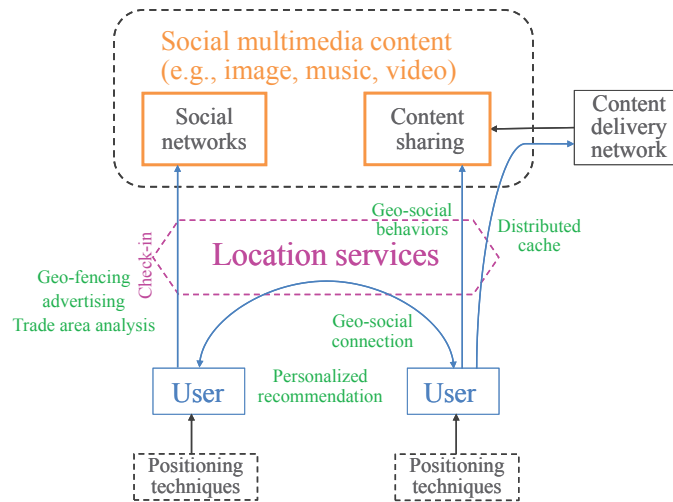 Social multimedia content
(e.g., image, music, video)
Social
networks
Content
sharing
Content
delivery
network
Geo-social
behaviors
Distributed
cache
Check-in
Location services
Geo-fencing
advertising
Trade area analysis
Geo-social
connection
User
Personalized
recommendation
User
Positioning
techniques
Positioning
techniques